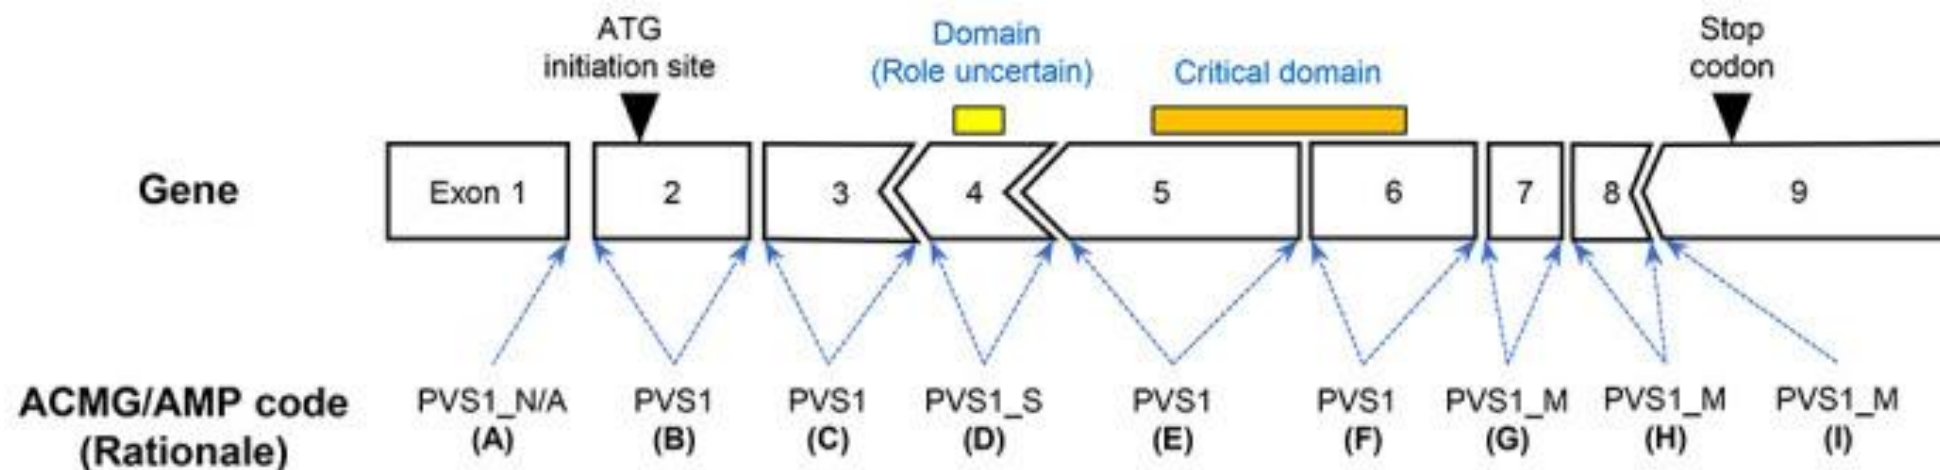 ATG
initiation site
Domain
(Role uncertain)
Critical domain
Stop
codon
Gene
Exon 1
2
3
4
5
6
7
8
9
ACMG/AMP code
(Rationale)
PVS1_N/A
(A)
PVS1
(B)
PVS1
(C)
PVS1_S
(D)
PVS1
(E)
PVS1
(F)
PVS1_M
(G)
PVS1_M
(H)
PVS1_M
(I)